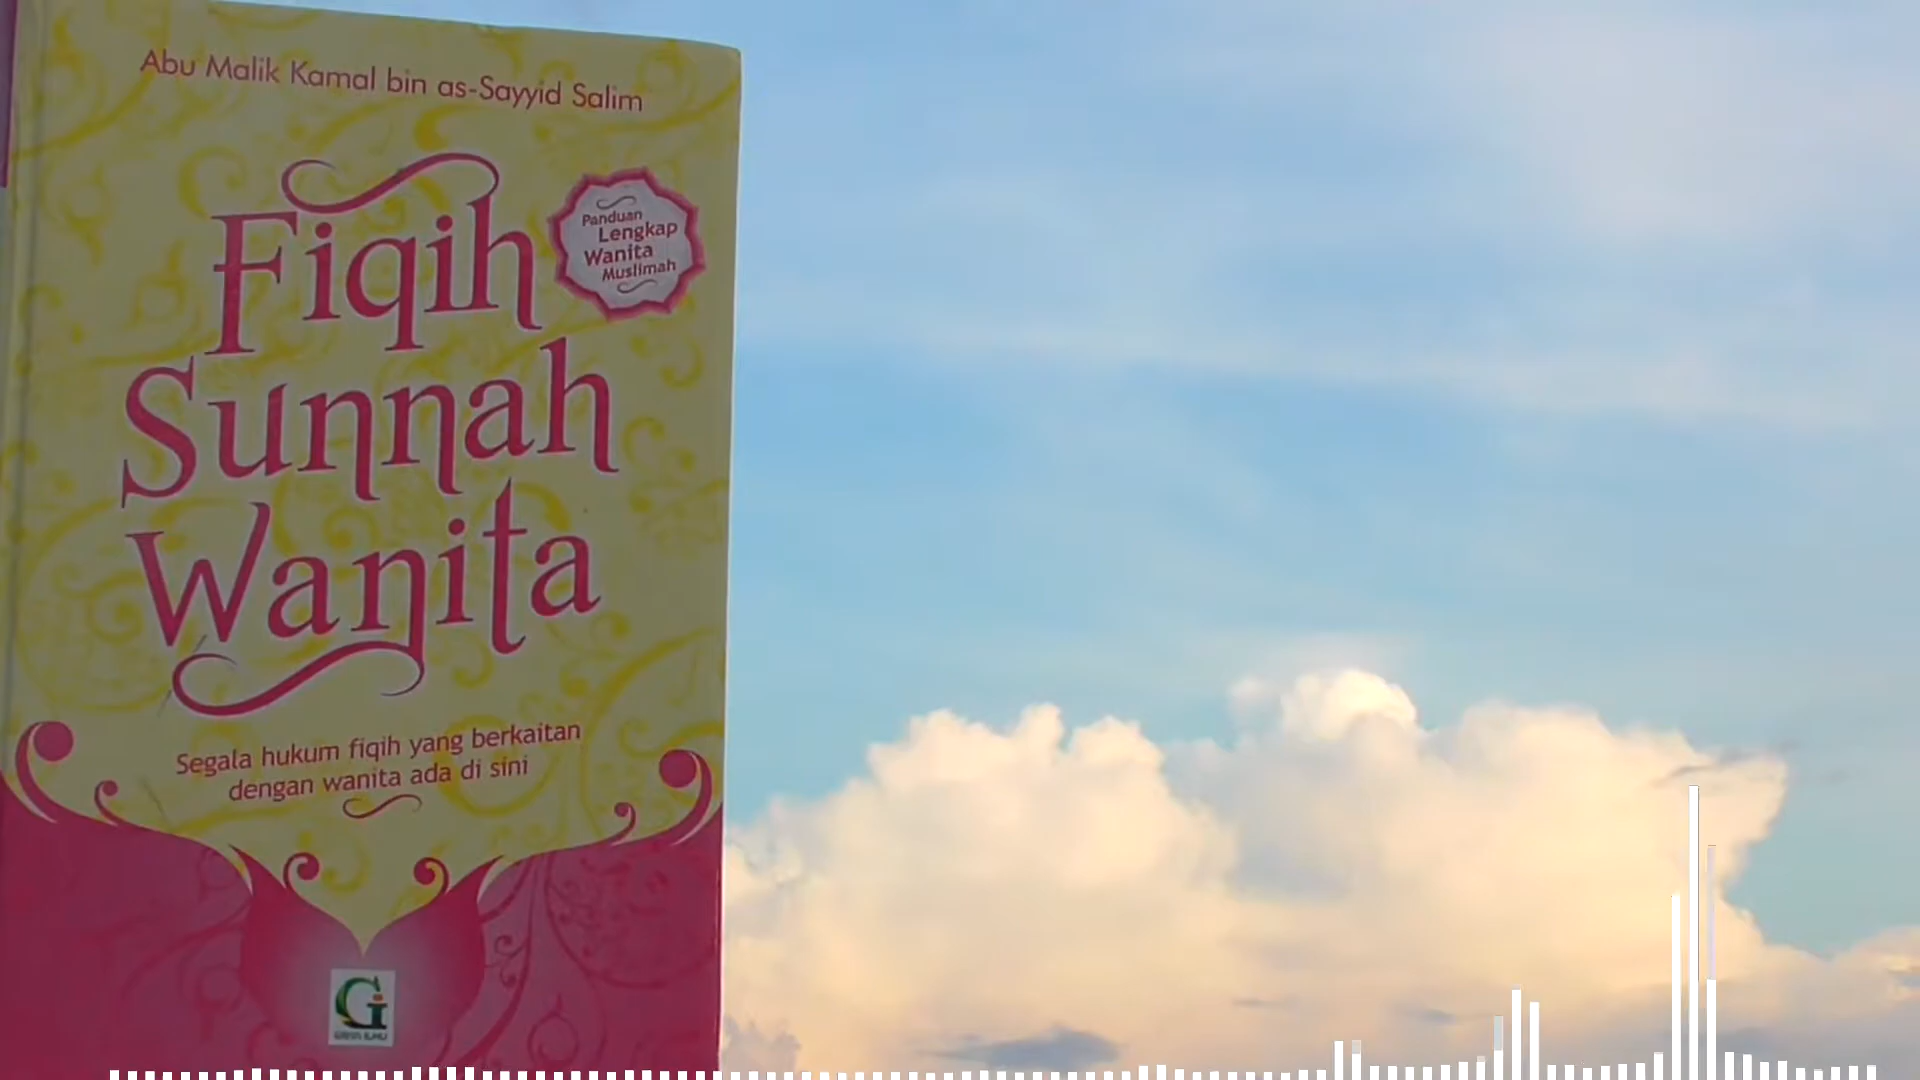 Abu Malik Kamal bin as-Sayyid Salim
Fiqih
Sunnah
Wanita
Panduan
Lengkap
Wanita
Muslimah
Segala hukum fiqih yang berkaitan
dengan wanita ada di sini